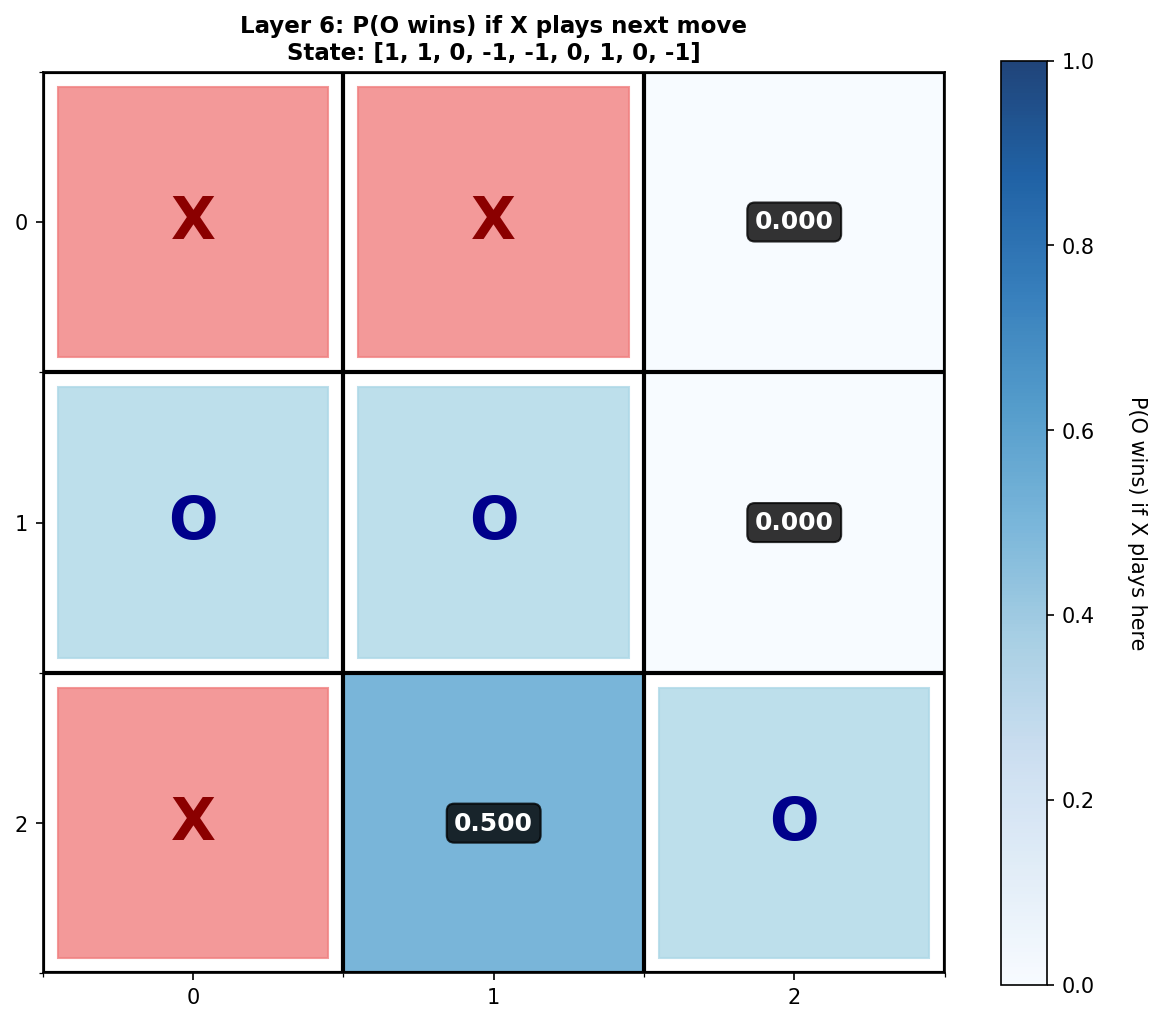 Layer 6: P(O wins) if X plays next move
State: [1, 1, 0, -1, -1, 0, 1, 0, -1]
0
X
X
0.000
1
O
O
0.000
2
X
0.500
O
0
1
2
1.0
0.8
0.6
0.4
0.2
0.0
P(O wins) if X plays here